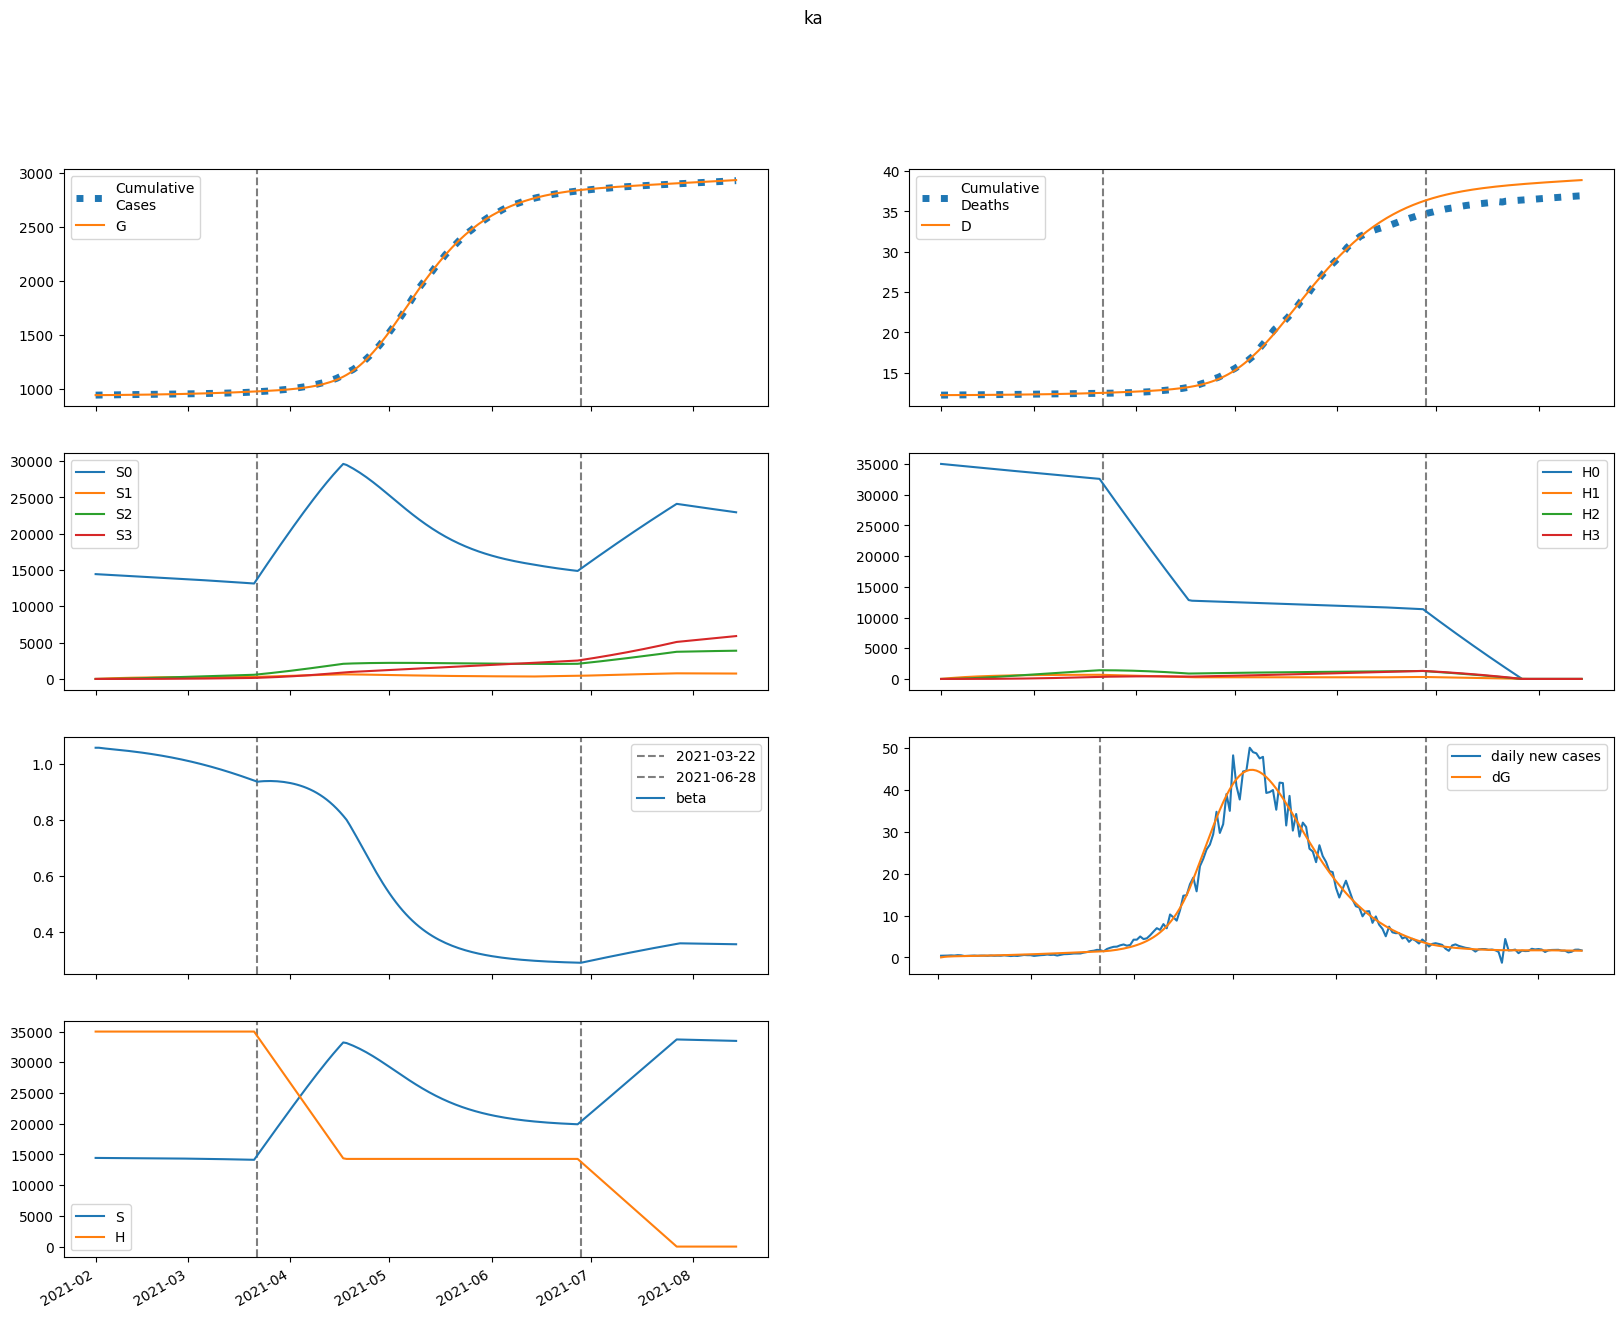 ka
3000
2500
2000
1500
1000
Cumulative
Cases
G
40
35
30
25
20
15
Cumulative
Deaths
D
30000
25000
20000
15000
10000
5000
0
S0
S1
S2
S3
35000
30000
25000
20000
15000
10000
5000
0
H0
H1
H2
H3
1.0
0.8
0.6
0.4
2021-03-22
2021-06-28
beta
50
40
30
20
10
0
daily new cases
dG
35000
30000
25000
20000
15000
10000
5000
0
S
H
2021-02
2021-03
2021-04
2021-05
2021-06
2021-07
2021-08